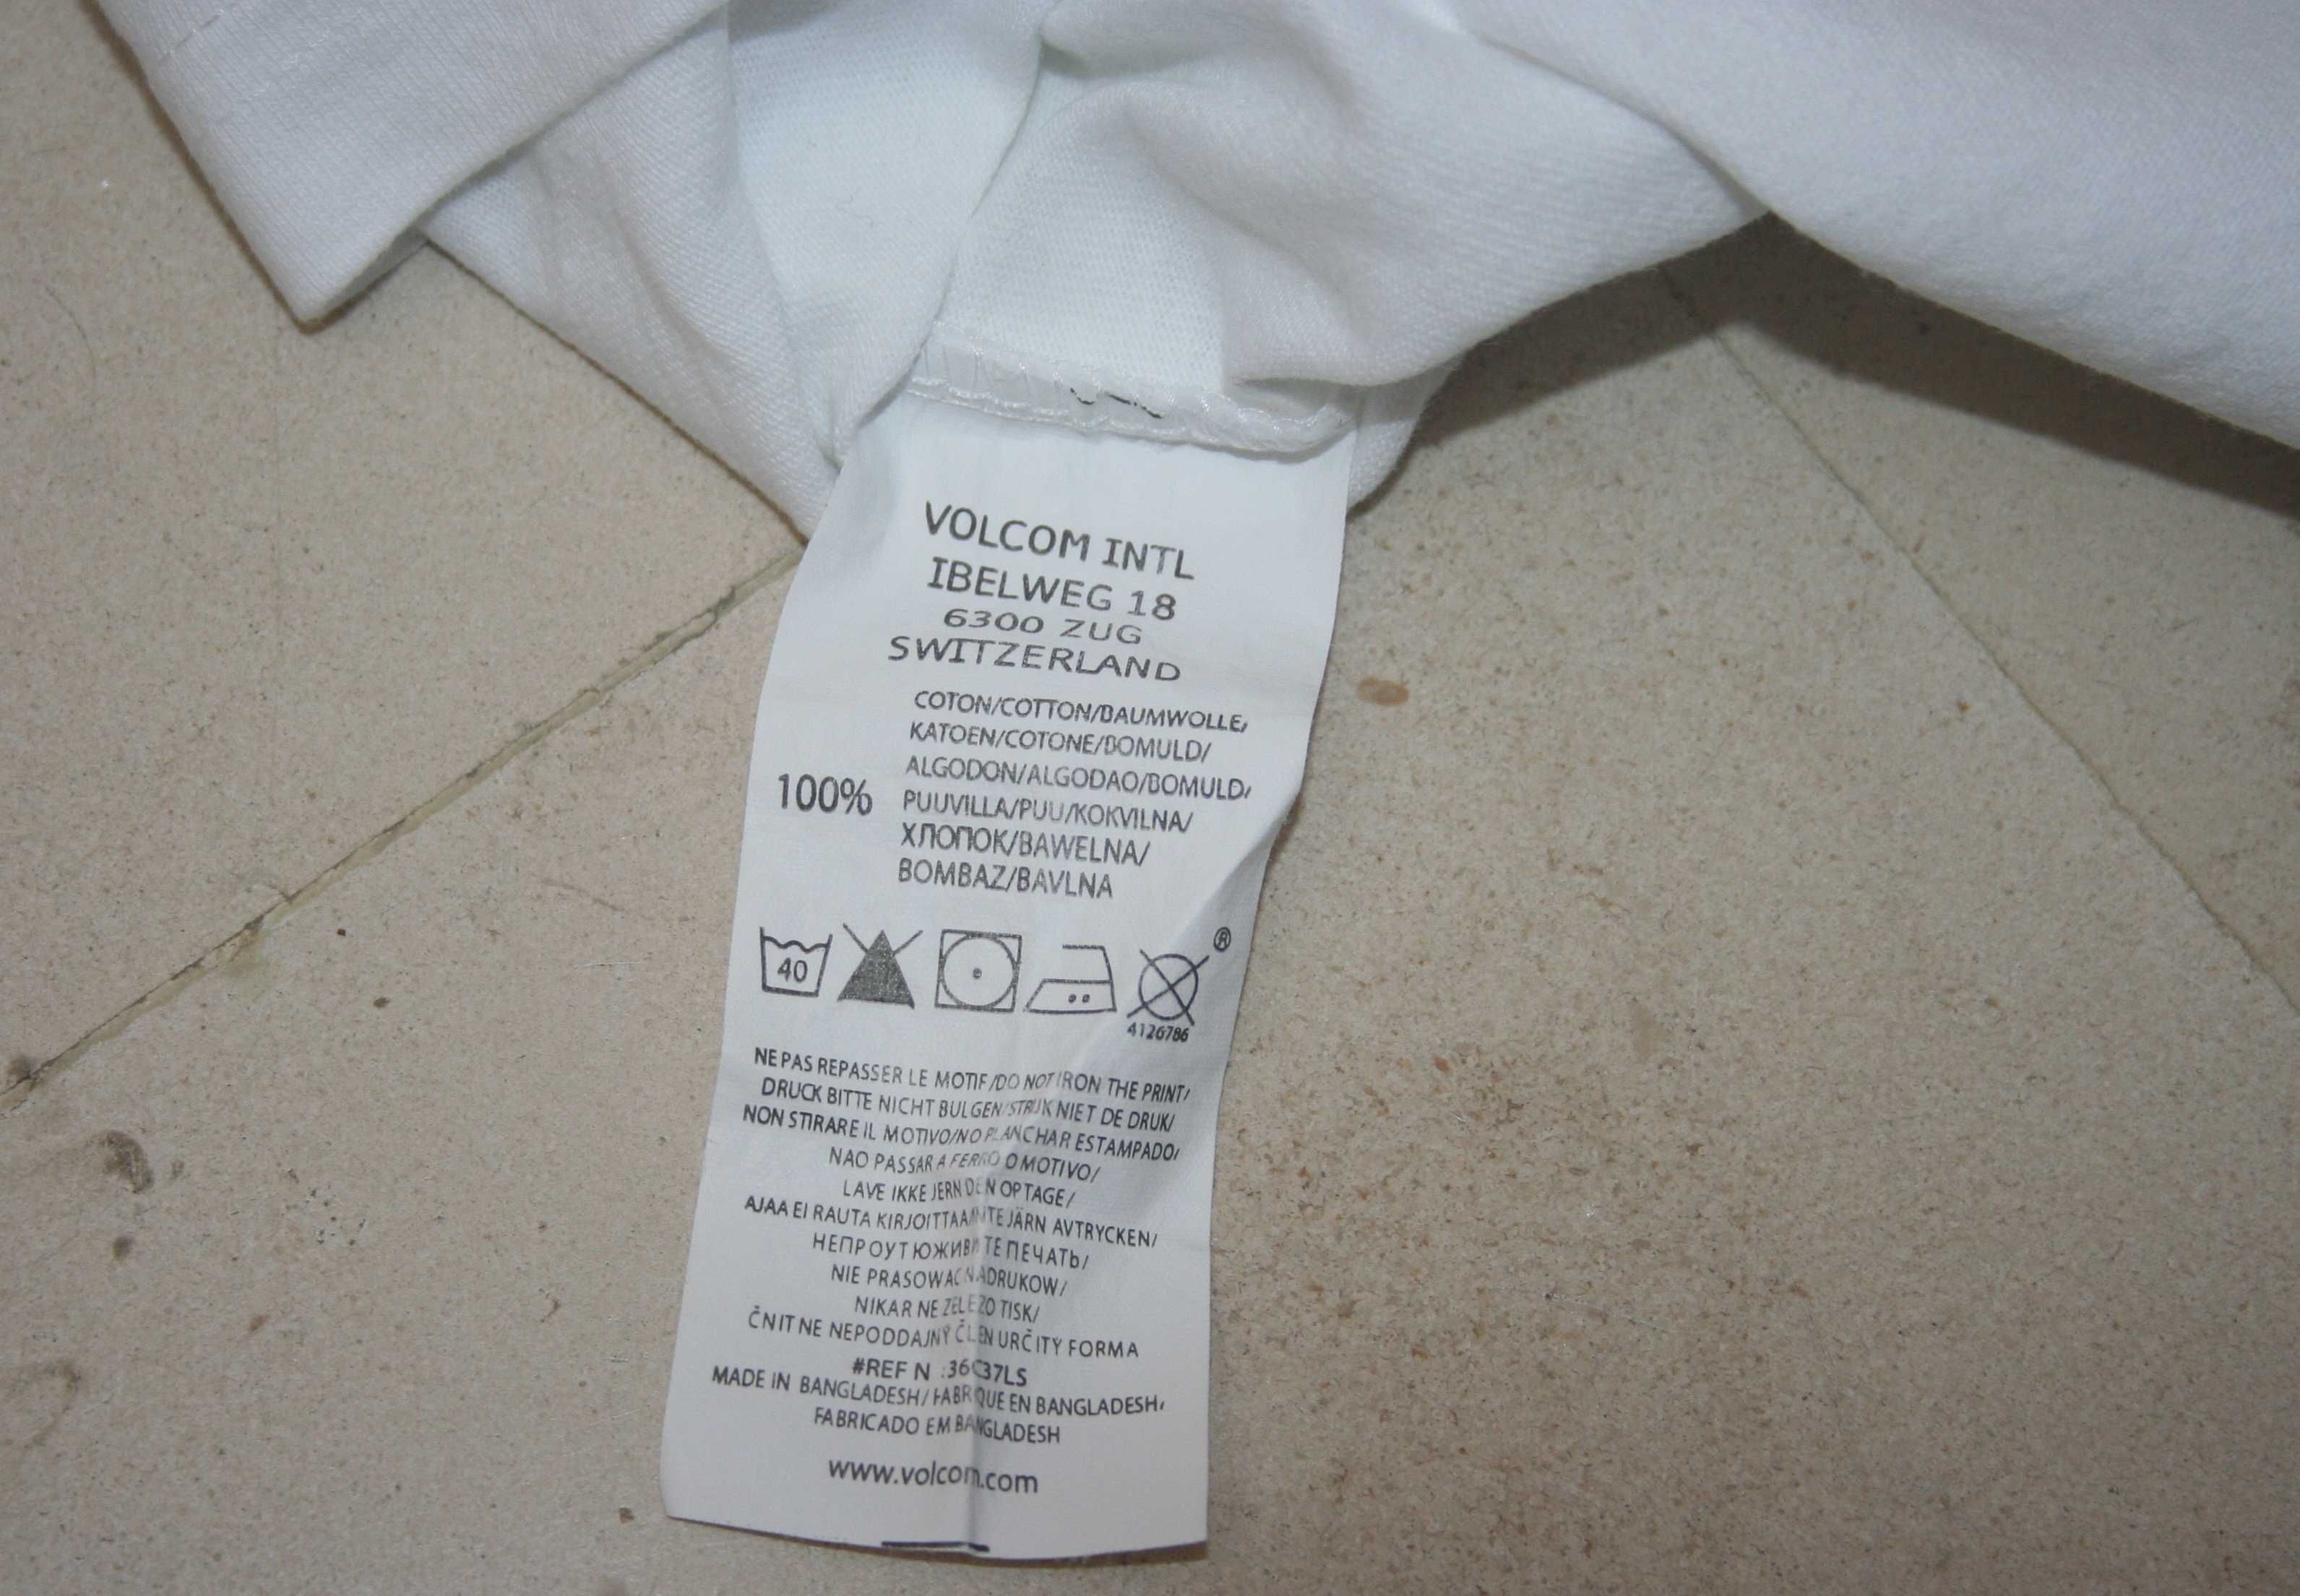 VOLCOM INTL
IBELWEG 18
6300 ZUG
SWITZERLAND
COTON/COTTON/BAUMWOLLE/
KATOEN/COTONE/BOMULD/
ALGODON/ALGODAO/BOMULD/
100% PUUVILLA/PUU/KOKVILNA/
ХЛОПОК/BAWELNA/
BOMBAZ/BAVLNA
40
®
4126786
NE PAS REPASSER LE MOTIF/DO NOT IRON THE PRINT/
DRUCK BITTE NICHT BULGEN/STRIJK NIET DE DRUK/
NON STIRARE IL MOTIVO/NO PLANCHAR ESTAMPADO/
NAO PASSAR A FERRO O MOTIVO/
LAVE IKKE JERN DEN OPTAGE/
AJAA EI RAUTA KIRJOITTAA/INTE JÄRN AVTRYCKEN/
НЕПРОУТЮЖИВИТЕ ПЕЧАТЬ/
NIE PRASOWAC NADRUKOW/
NIKAR NE ZELEZO TISK/
ČNIT NE NEPODDAJNÝ ČLEN URČITY FORMA
#REF N :36C37LS
MADE IN BANGLADESH/FABRIQUE EN BANGLADESH/
FABRICADO EM BANGLADESH
www.volcom.com